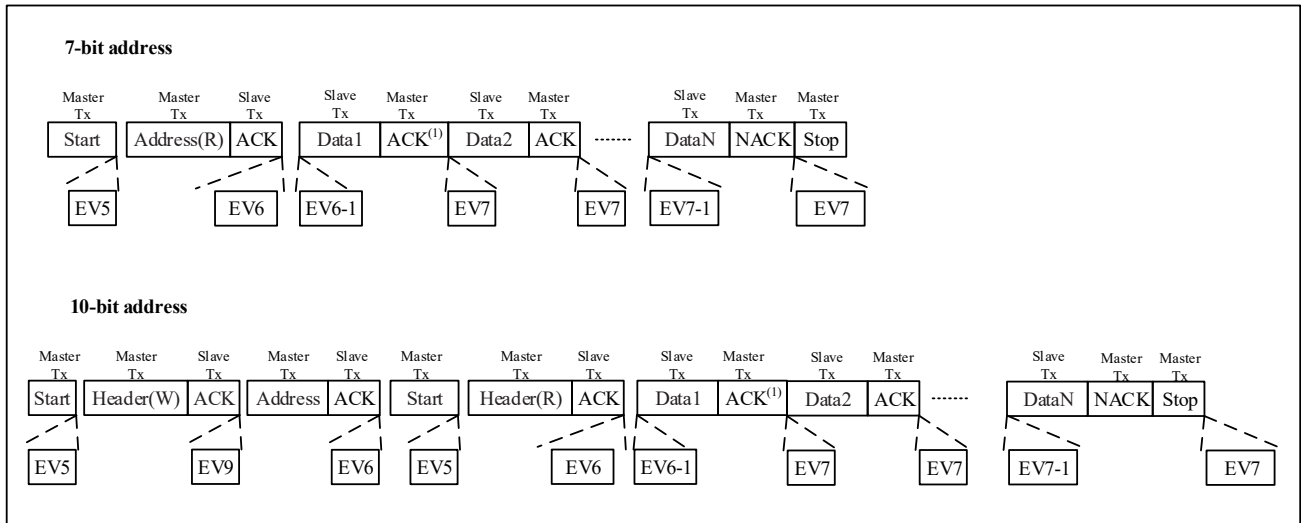 7-bit address
Master Tx Master Tx Slave Tx Slave Tx Master Tx Slave Tx Master Tx Slave Tx Master Tx Master Tx
Start Address(R) ACK Data1 ACK(1) Data2 ACK ........ DataN NACK Stop
EV5 EV6 EV6-1 EV7 EV7 EV7-1 EV7
10-bit address
Master Tx Master Tx Slave Tx Master Tx Slave Tx Master Tx Master Tx Slave Tx Slave Tx Master Tx Slave Tx Master Tx Slave Tx Master Tx Master Tx
Start Header(W) ACK Address ACK Start Header(R) ACK Data1 ACK(1) Data2 ACK ........ DataN NACK Stop
EV5 EV9 EV6 EV5 EV6 EV6-1 EV7 EV7 EV7-1 EV7